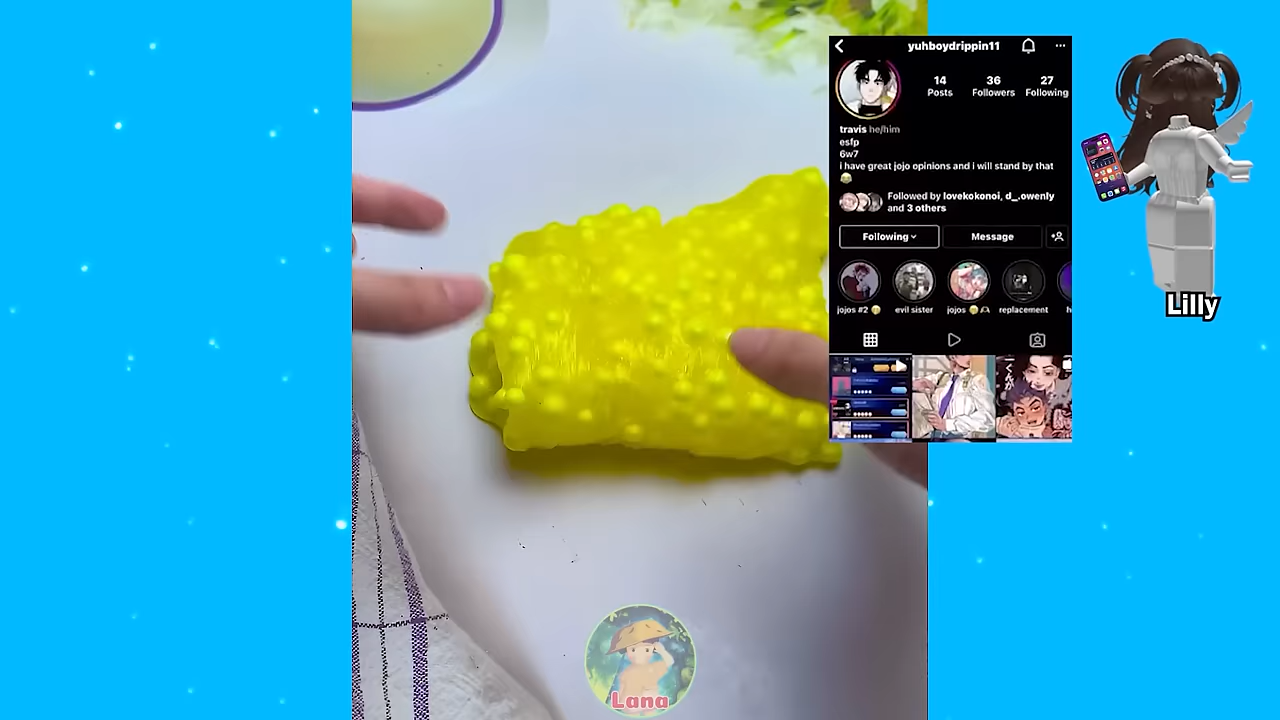 yuhboydrippin11
14 36 27
Posts Followers Following
travis he/him
esfp
6w7
i have great jojo opinions and i will stand by that
😂
Followed by lovekokonoi, d_.owenly
and 3 others
Following Message
jojos #2 evil sister jojos replacement h
Lilly
Lana